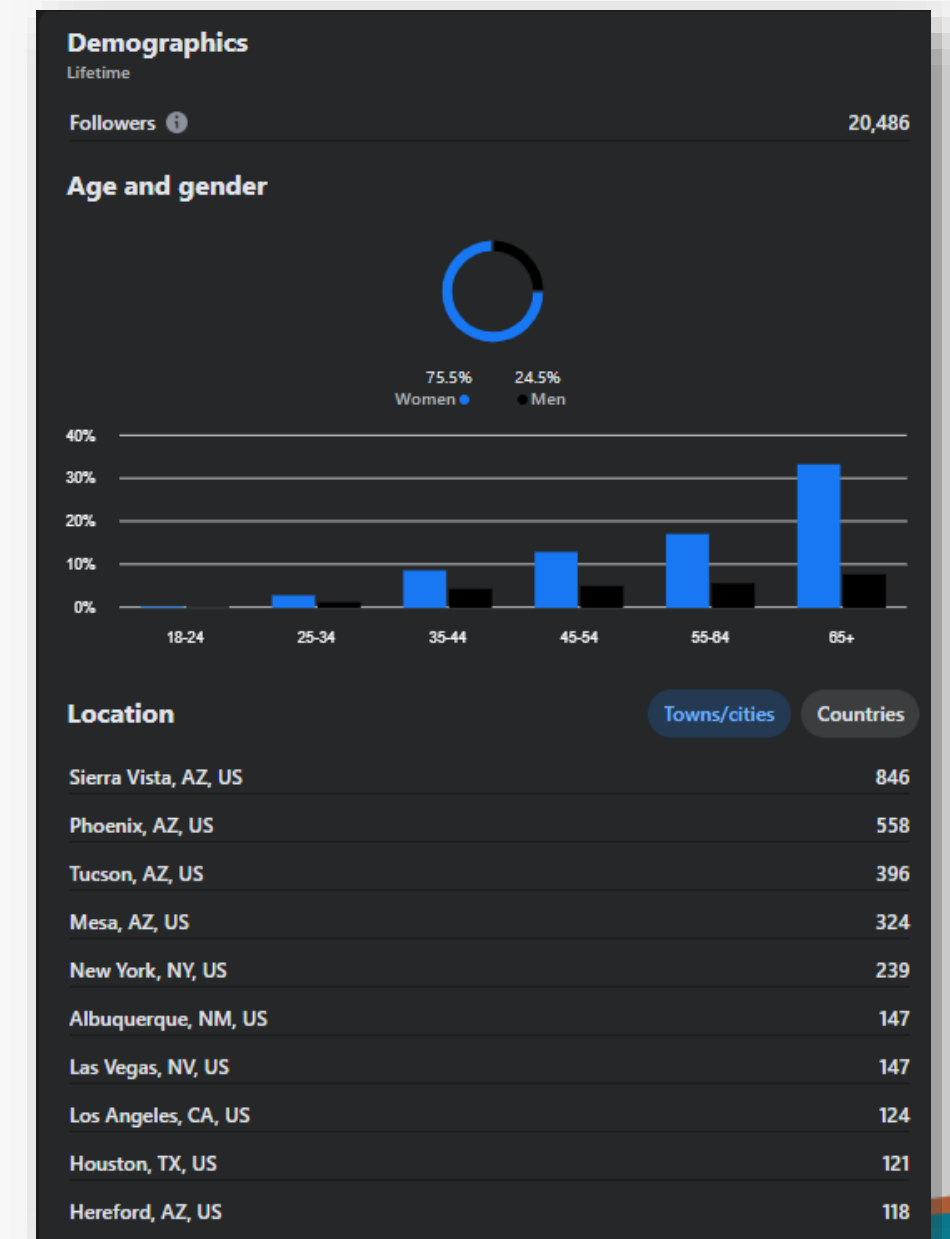 Demographics
Lifetime
Followers 20,486
Age and gender
75.5% 24.5%
Women Men
40%
30%
20%
10%
0%
18-24 25-34 35-44 45-54 55-64 65+
Location Towns/cities Countries
Sierra Vista, AZ, US 846
Phoenix, AZ, US 558
Tucson, AZ, US 396
Mesa, AZ, US 324
New York, NY, US 239
Albuquerque, NM, US 147
Las Vegas, NV, US 147
Los Angeles, CA, US 124
Houston, TX, US 121
Hereford, AZ, US 118